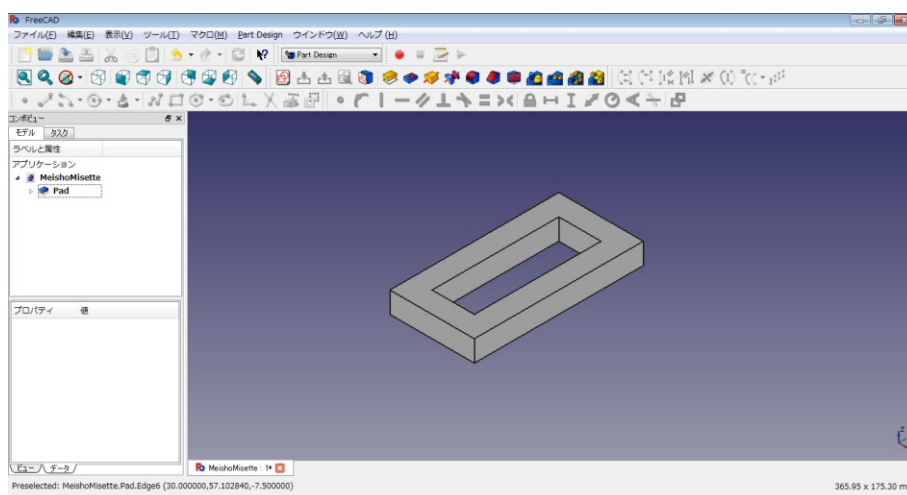 FreeCAD
ファイル(F) 編集(E) 表示(V) ツール(T) マクロ(M) Part Design ウインドウ(W) ヘルプ(H)
Part Design
コンボビュー
モデル タスク
ラベルと属性
アプリケーション
MeishoMisette
Pad
プロパティ 値
ビュー データ
MeishoMisette : 1*
Preselected: MeishoMisette.Pad.Edge6 (30.000000,57.102840,-7.500000)
365.95 x 175.30 m
z